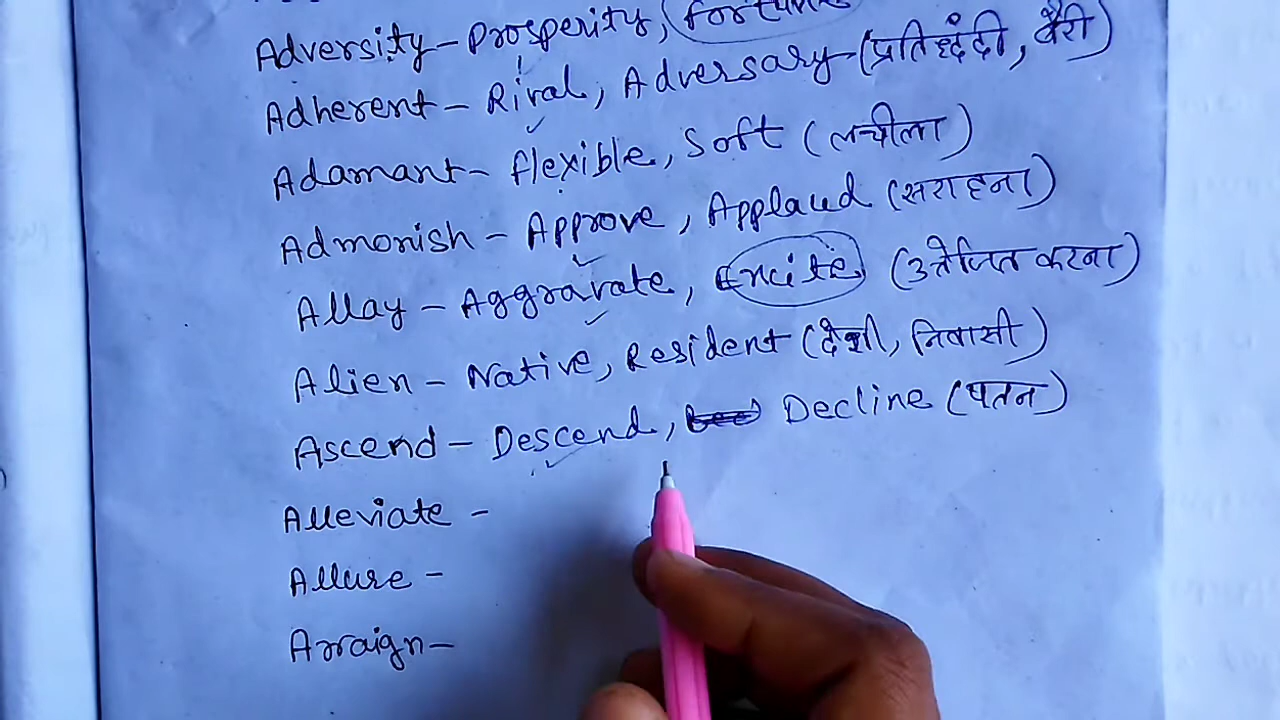 Adversity - Prosperity, Fortune
Adherent - Rival, Adversary - (प्रतिद्वंदी, वैरी)
Adamant - flexible, Soft (लचीला)
Admonish - Approve, Applaud (सराहना)
Allay - Aggravate, Excite (उत्तेजित करना)
Alien - Native, Resident (देशी, निवासी)
Ascend - Descend, Decline (पतन)
Alleviate -
Allure -
Arraign -